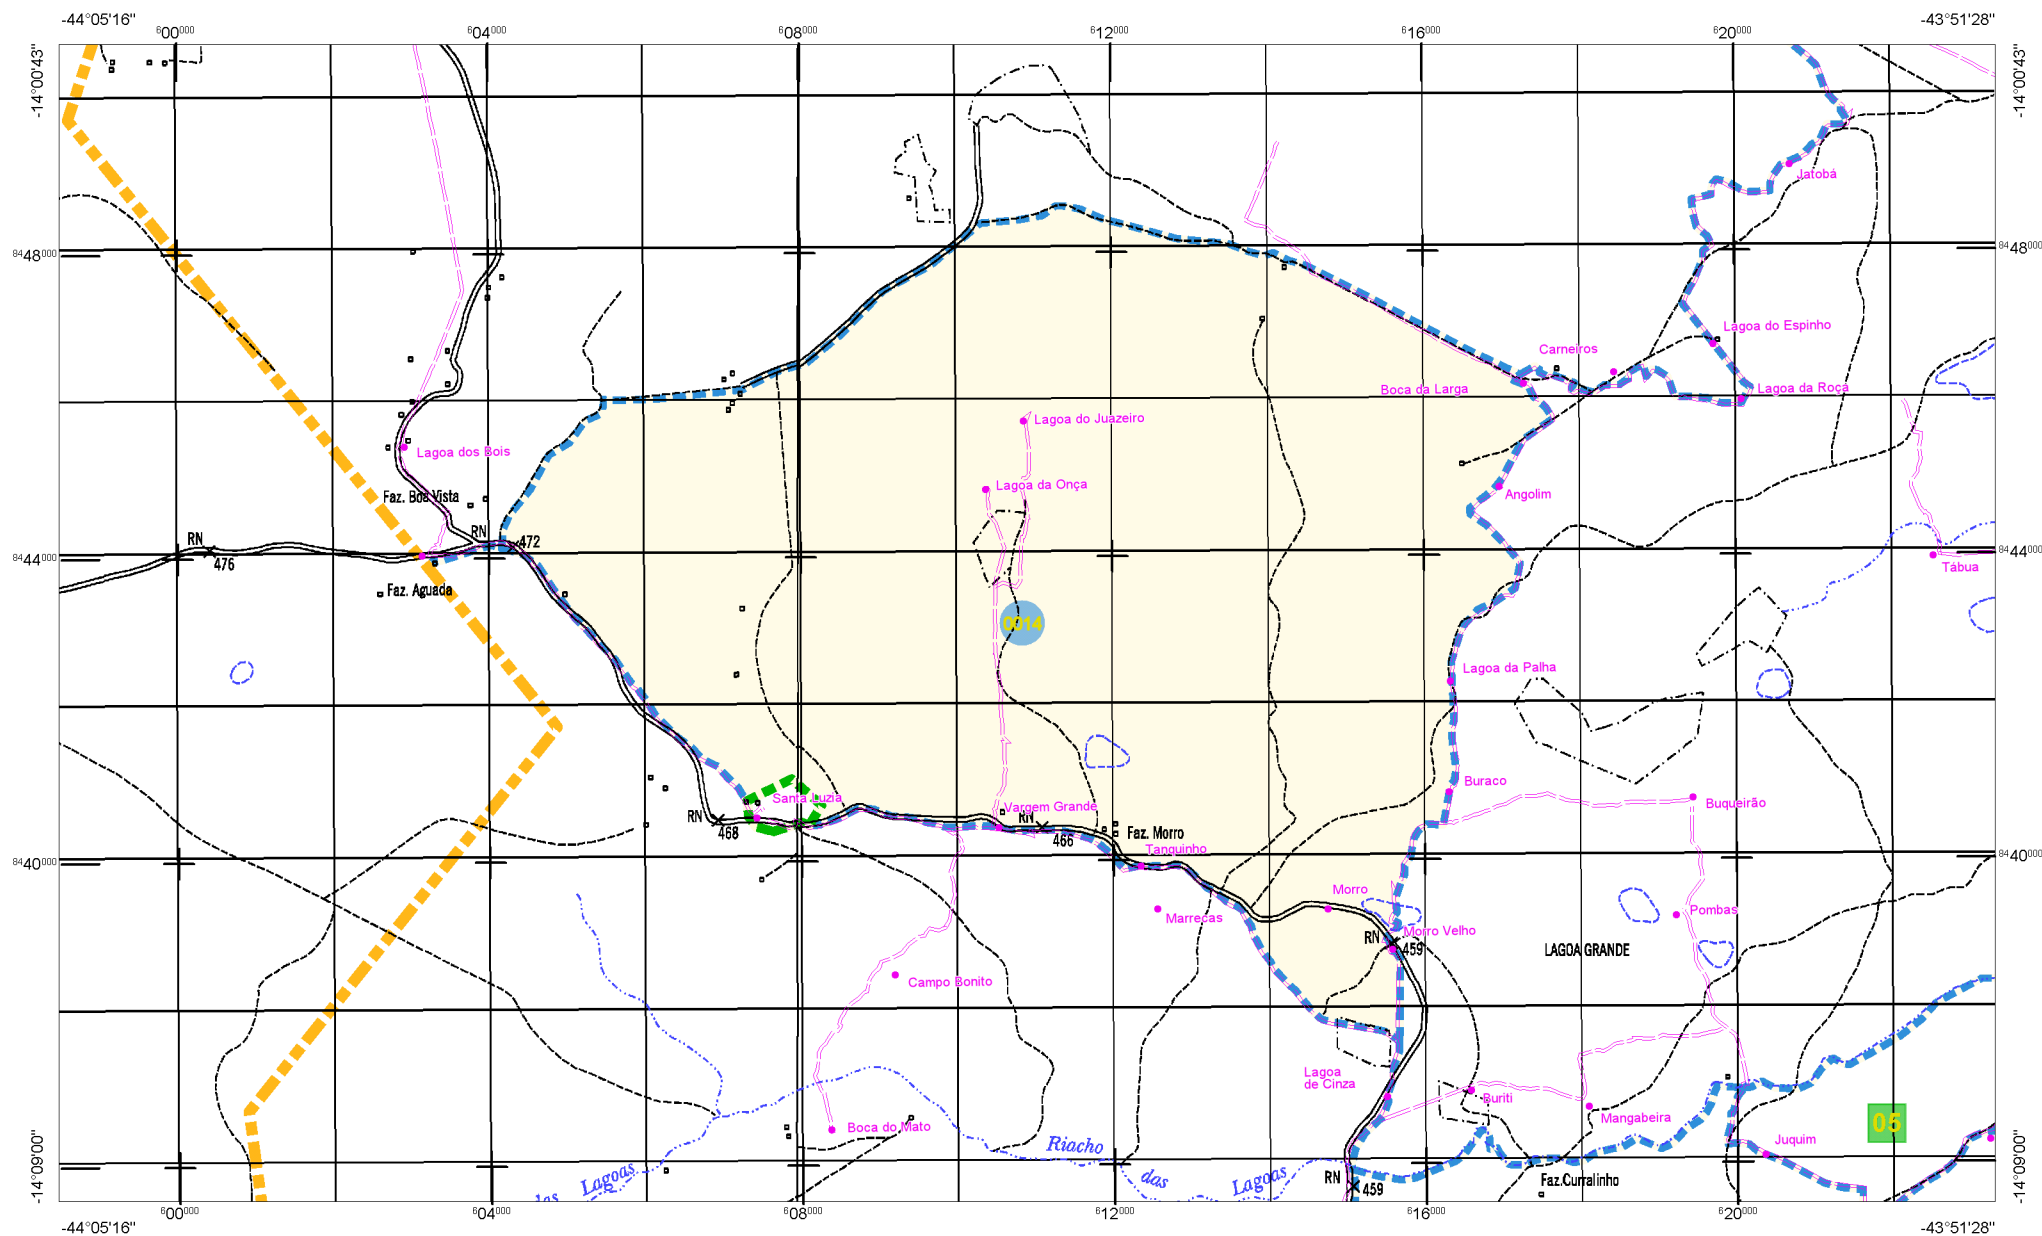 -44°05'16"
-43°51'28"
600000
604000
608000
612000
616000
620000
-14°00'43"
-14°00'43"
Jatobá
8448000
8448000
Lagoa do Espinho
Carneiros
Boca da Larga
Lagoa da Roça
Lagoa do Juazeiro
Lagoa dos Bois
Lagoa da Onça
Faz. Boa Vista
Angolim
RN
472
RN
476
8444000
8444000
Tábua
Faz. Aguada
0014
Lagoa da Palha
Buraco
Santa Luzia
Buqueirão
Vargem Grande
RN
468
RN
466
Faz. Morro
Tanquinho
8440000
8440000
Morro
Marrecas
Pombas
Morro Velho
RN
459
LAGOA GRANDE
Campo Bonito
Lagoa
de Cinza
Buriti
Mangabeira
05
Boca do Mato
Juquim
Riacho
das
Lagoas
das
Lagoas
RN
459
Faz.Curralinho
-14°09'00"
-14°09'00"
600000
604000
608000
612000
616000
620000
-44°05'16"
-43°51'28"